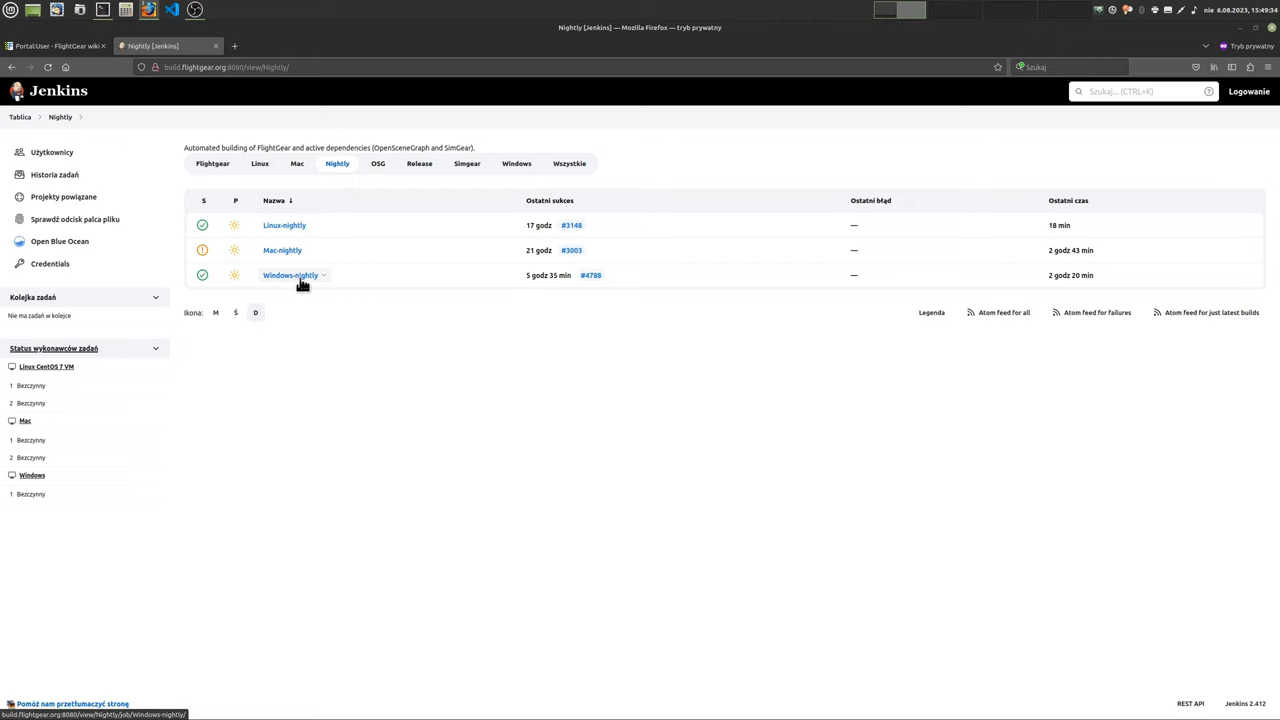 nie 6.08.2023, 15:49:34
Nightly [Jenkins] — Mozilla Firefox — tryb prywatny
Portal:User - FlightGear wiki
Nightly [Jenkins]
Tryb prywatny
build.flightgear.org:8080/view/Nightly/
Szukaj
Jenkins
Szukaj... (CTRL+K)
Logowanie
Tablica
Nightly
Użytkownicy
Historia zadań
Projekty powiązane
Sprawdź odcisk palca pliku
Open Blue Ocean
Credentials
Kolejka zadań
Nie ma zadań w kolejce
Status wykonawców zadań
Linux CentOS 7 VM
1 Bezczynny
2 Bezczynny
Mac
1 Bezczynny
2 Bezczynny
Windows
1 Bezczynny
Automated building of FlightGear and active dependencies (OpenSceneGraph and SimGear).
Flightgear Linux Mac Nightly OSG Release Simgear Windows Wszystkie
S P Nazwa ↓ Ostatni sukces Ostatni błąd Ostatni czas
Linux-nightly 17 godz #3148 — 18 min
Mac-nightly 21 godz #3003 — 2 godz 43 min
Windows-nightly 5 godz 35 min #4788 — 2 godz 20 min
Ikona: M Ś D
Legenda Atom feed for all Atom feed for failures Atom feed for just latest builds
Pomóż nam przetłumaczyć stronę
REST API Jenkins 2.412
build.flightgear.org:8080/view/Nightly/job/Windows-nightly/